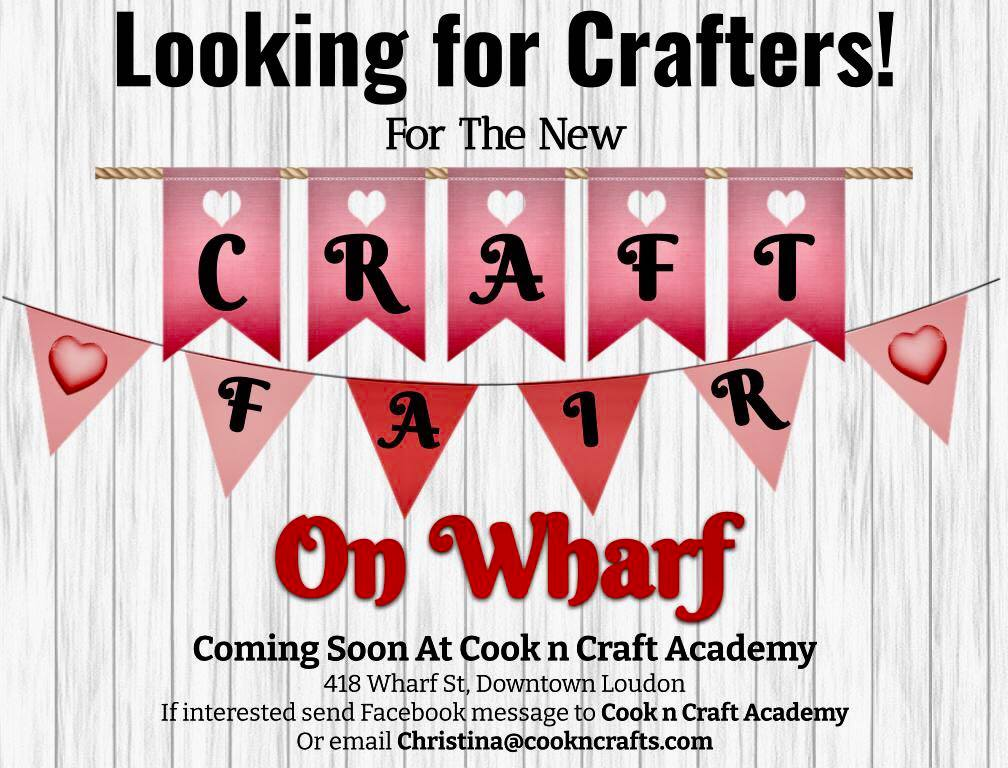 Looking for Crafters!
For The New
CRAFT
FAIR
On Wharf
Coming Soon At Cook n Craft Academy
418 Wharf St, Downtown Loudon
If interested send Facebook message to Cook n Craft Academy
Or email Christina@cookncrafts.com